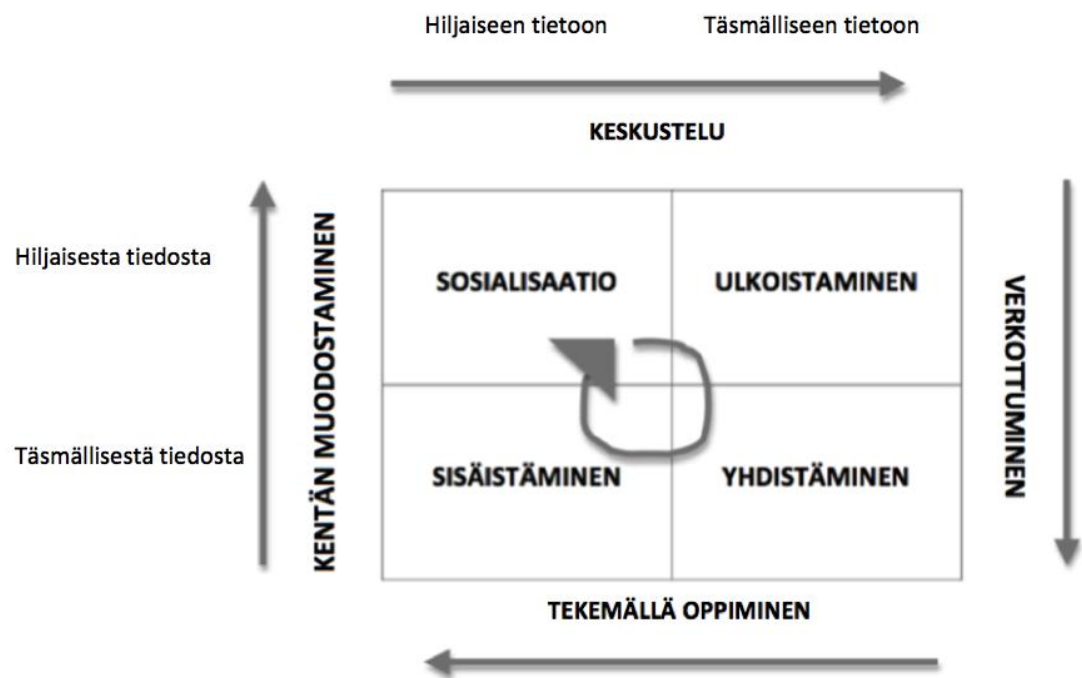 Hiljaiseen tietoon
Täsmälliseen tietoon
KESKUSTELU
Hiljaisesta tiedosta
KENTÄN MUODOSTAMINEN
SOSIALISAATIO
ULKOISTAMINEN
VERKOTTUMINEN
Täsmällisestä tiedosta
SISÄISTÄMINEN
YHDISTÄMINEN
TEKEMÄLLÄ OPPIMINEN